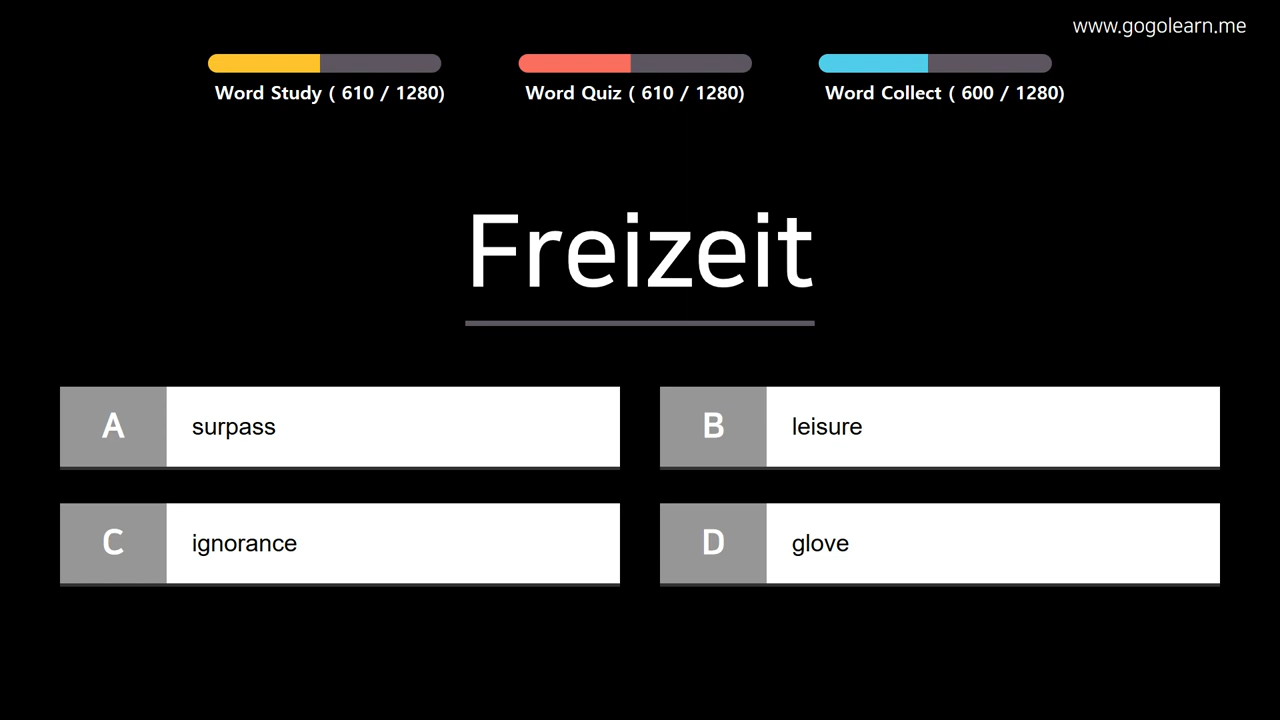 www.gogolearn.me
Word Study ( 610 / 1280)
Word Quiz ( 610 / 1280)
Word Collect ( 600 / 1280)
Freizeit
A surpass
B leisure
C ignorance
D glove